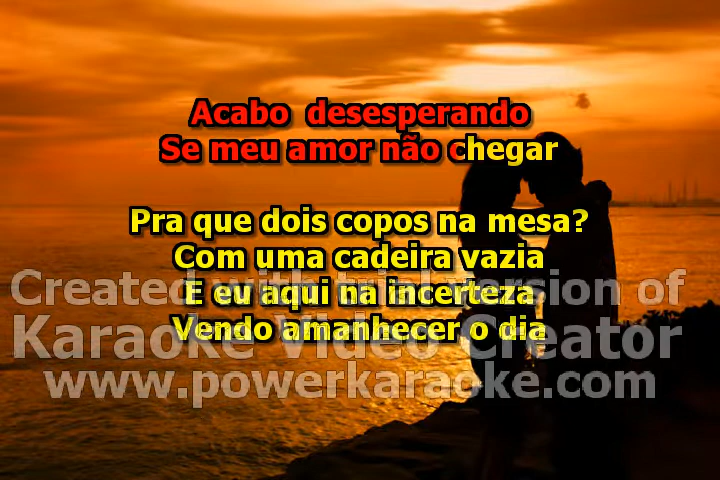 Acabo  desesperando
Se meu amor não chegar
Pra que dois copos na mesa?
Com uma cadeira vazia
E eu aqui na incerteza
Vendo amanhecer o dia
Created with trial version of
Karaoke Video Creator
www.powerkaraoke.com